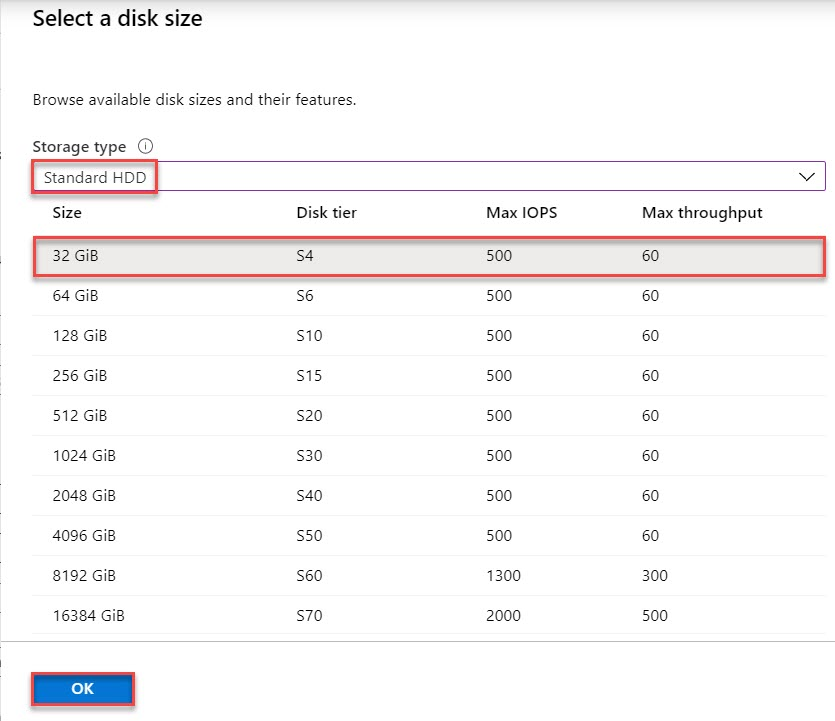 Select a disk size
Browse available disk sizes and their features.
Storage type
Standard HDD
Size Disk tier Max IOPS Max throughput
32 GiB S4 500 60
64 GiB S6 500 60
128 GiB S10 500 60
256 GiB S15 500 60
512 GiB S20 500 60
1024 GiB S30 500 60
2048 GiB S40 500 60
4096 GiB S50 500 60
8192 GiB S60 1300 300
16384 GiB S70 2000 500
OK